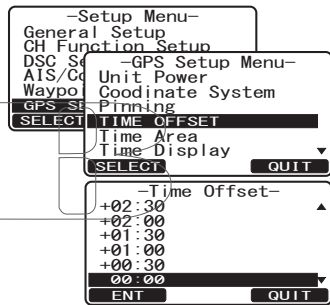 –Setup Menu–
General Setup
CH Function Setup
DSC Se
AIS/Co
Waypoi
GPS SE
SELECT
–GPS Setup Menu–
Unit Power
Coodinate System
Pinning
TIME OFFSET
Time Area
Time Display
SELECT QUIT
–Time Offset–
+02:30
+02:00
+01:30
+01:00
+00:30
00:00
ENT QUIT